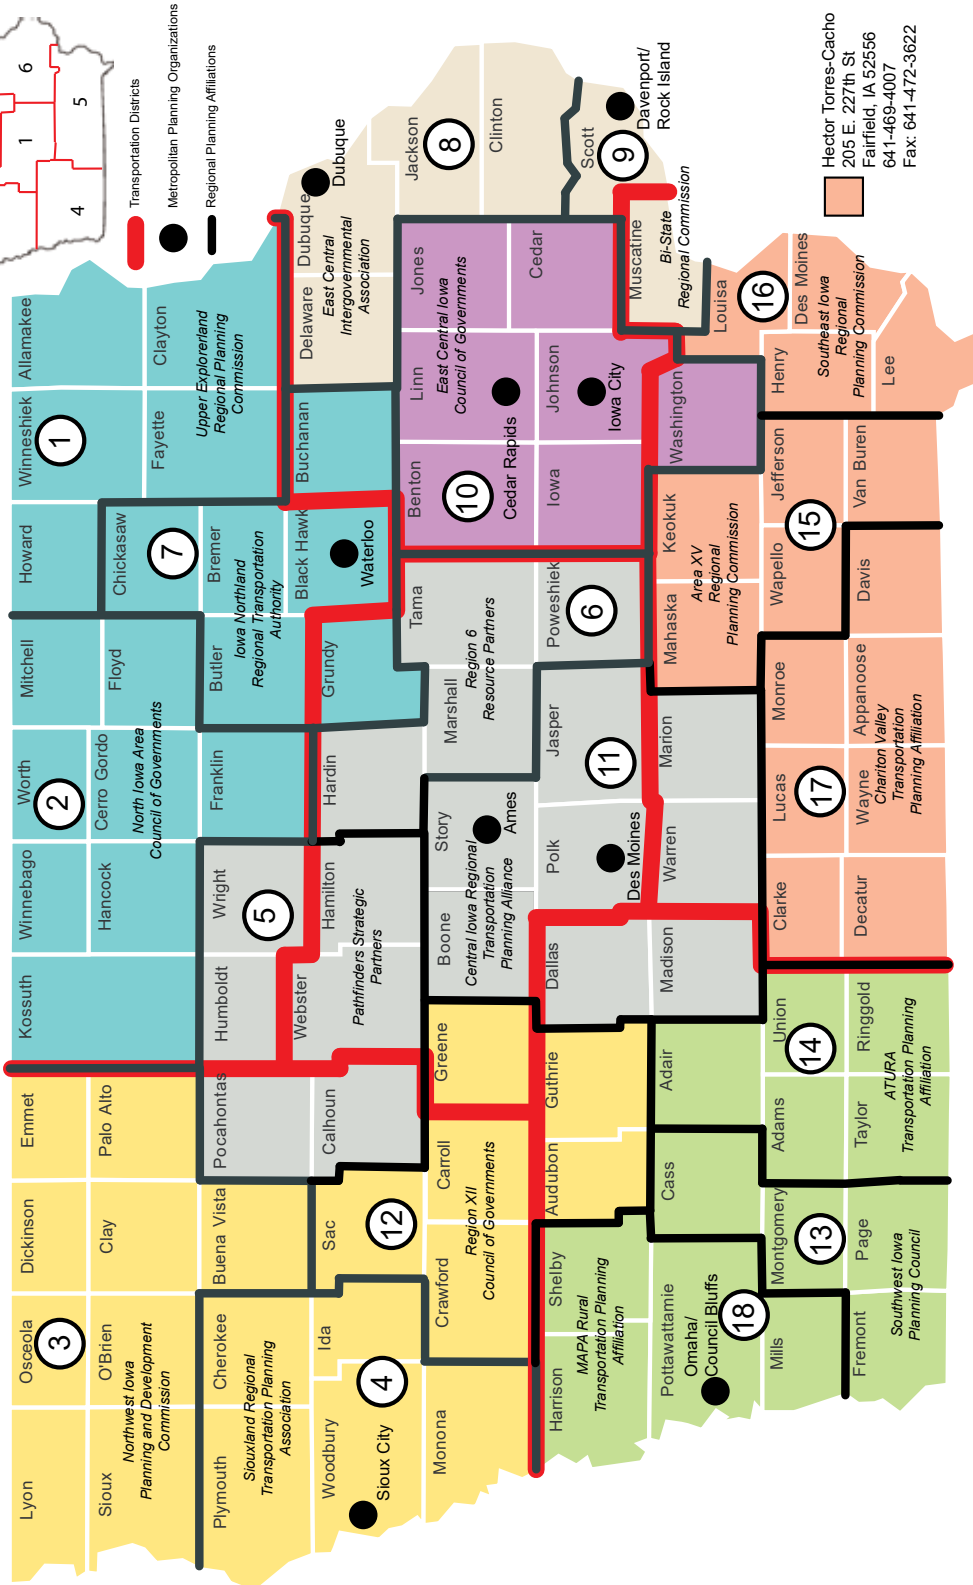 6
1
5
4
Transportation Districts
Metropolitan Planning Organizations
Regional Planning Affiliations
Lyon
Osceola
Dickinson
Emmet
Kossuth
Winnebago
Worth
Mitchell
Howard
Winneshiek
Allamakee
3
2
1
Sioux
O'Brien
Clay
Palo Alto
Hancock
Cerro Gordo
Floyd
Chickasaw
Fayette
Clayton
Northwest Iowa
Planning and Development
Commission
North Iowa Area
Council of Governments
7
Upper Explorerland
Regional Planning
Commission
Plymouth
Cherokee
Buena Vista
Pocahontas
Humboldt
Wright
Franklin
Butler
Bremer
Siouxland Regional
Transportation Planning
Association
5
Iowa Northland
Regional Transportation
Authority
Woodbury
Ida
Sac
Calhoun
Webster
Hamilton
Hardin
Grundy
Black Hawk
Buchanan
Delaware
Dubuque
Dubuque
Sioux City
4
12
Pathfinders Strategic
Partners
Waterloo
East Central
Intergovernmental
Association
Monona
Crawford
Carroll
Greene
Boone
Story
Marshall
Tama
Benton
Linn
Jones
Jackson
8
Region XII
Council of Governments
Central Iowa Regional
Transportation
Planning Alliance
Ames
Region 6
Resource Partners
10
Cedar Rapids
East Central Iowa
Council of Governments
Clinton
Harrison
Shelby
Audubon
Guthrie
Dallas
Polk
Jasper
Poweshiek
Iowa
Johnson
Cedar
Scott
MAPA Rural
Transportation Planning
Affiliation
Des Moines
11
6
Iowa City
9
Davenport/
Rock Island
Pottawattamie
Cass
Adair
Madison
Warren
Marion
Mahaska
Keokuk
Washington
Muscatine
Omaha/
Council Bluffs
Area XV
Regional
Planning Commission
Bi-State
Regional Commission
Louisa
18
Mills
Montgomery
Adams
Union
Clarke
Lucas
Monroe
Wapello
Jefferson
Henry
Des Moines
13
14
17
15
16
Fremont
Page
Taylor
Ringgold
Decatur
Wayne
Appanoose
Davis
Van Buren
Lee
Southwest Iowa
Planning Council
ATURA
Transportation Planning
Affiliation
Chariton Valley
Transportation
Planning Affiliation
Southeast Iowa
Regional
Planning Commission
Hector Torres-Cacho
205 E. 227th St
Fairfield, IA 52556
641-469-4007
Fax: 641-472-3622